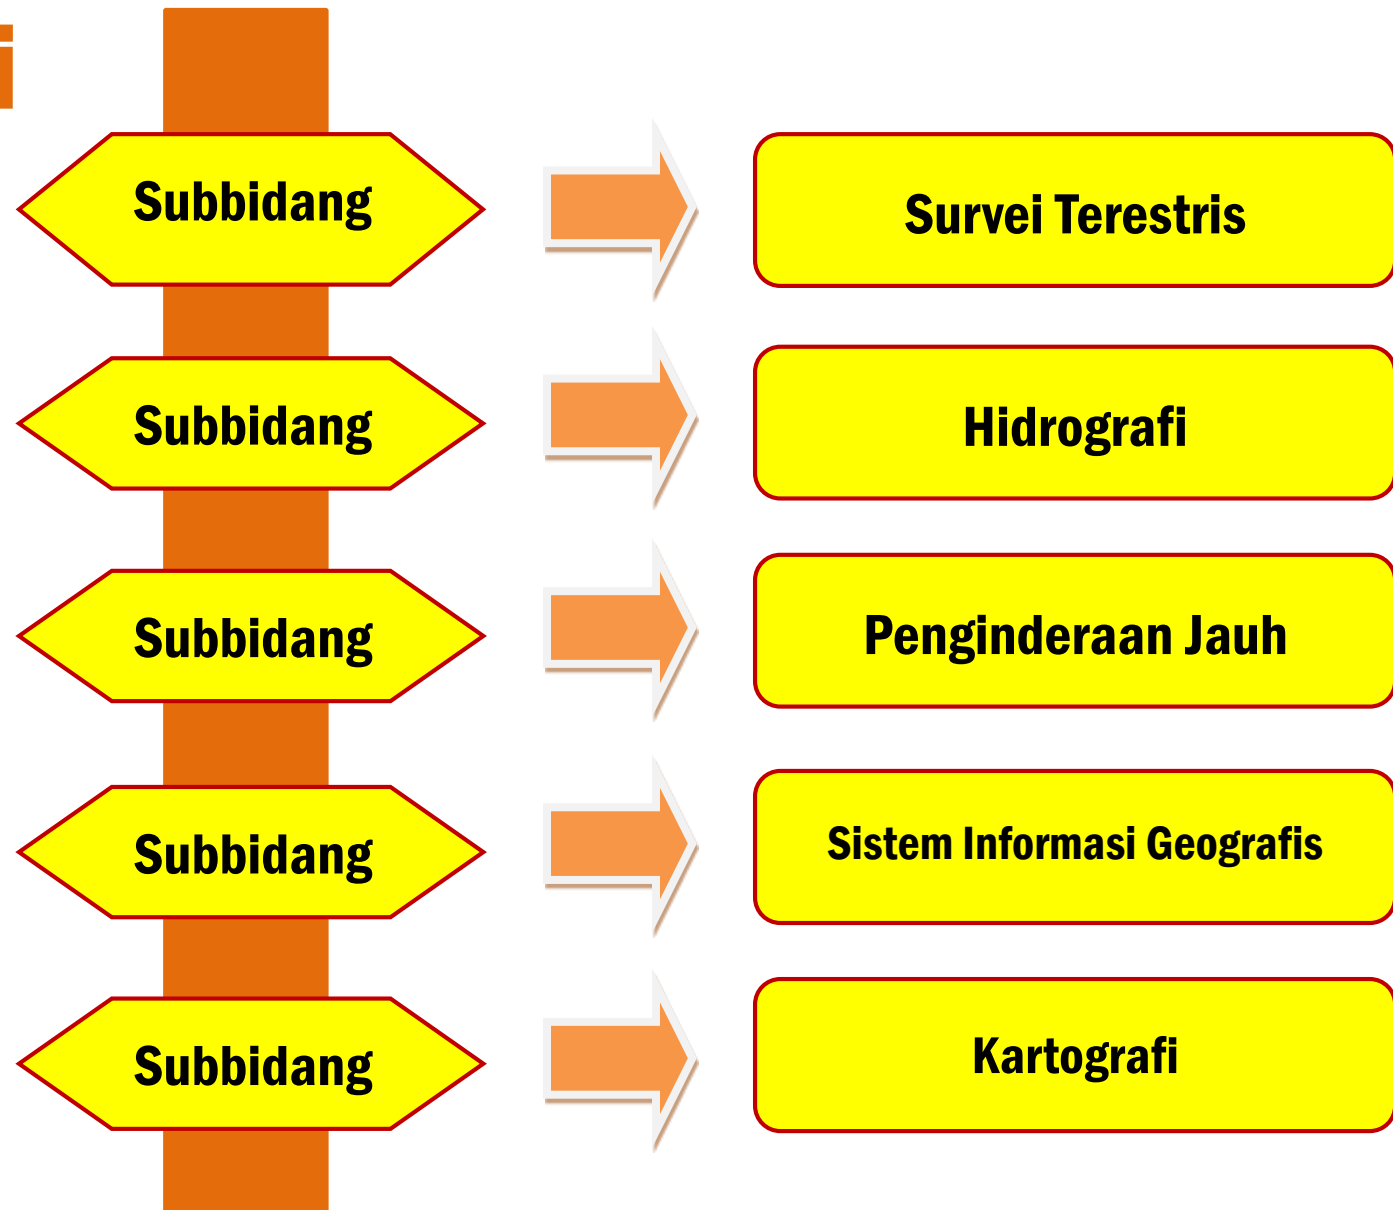 i
Subbidang
Survei Terestris
Subbidang
Hidrografi
Subbidang
Penginderaan Jauh
Subbidang
Sistem Informasi Geografis
Subbidang
Kartografi